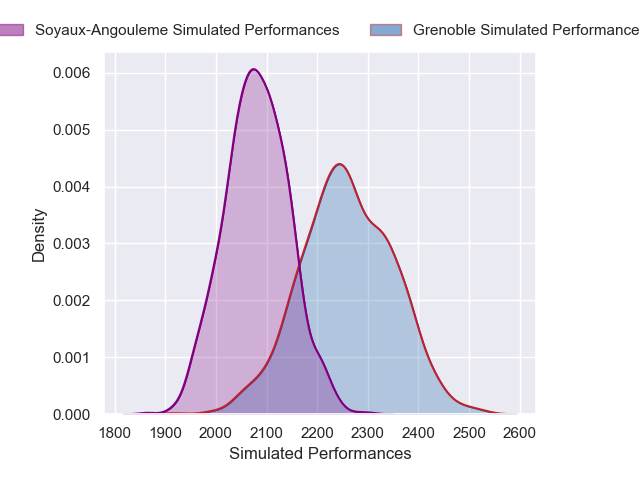 Soyaux-Angouleme Simulated Performances Grenoble Simulated Performance
0.006
0.005
0.004
0.003
0.002
0.001
0.000
Density
1800 1900 2000 2100 2200 2300 2400 2500 2600
Simulated Performances